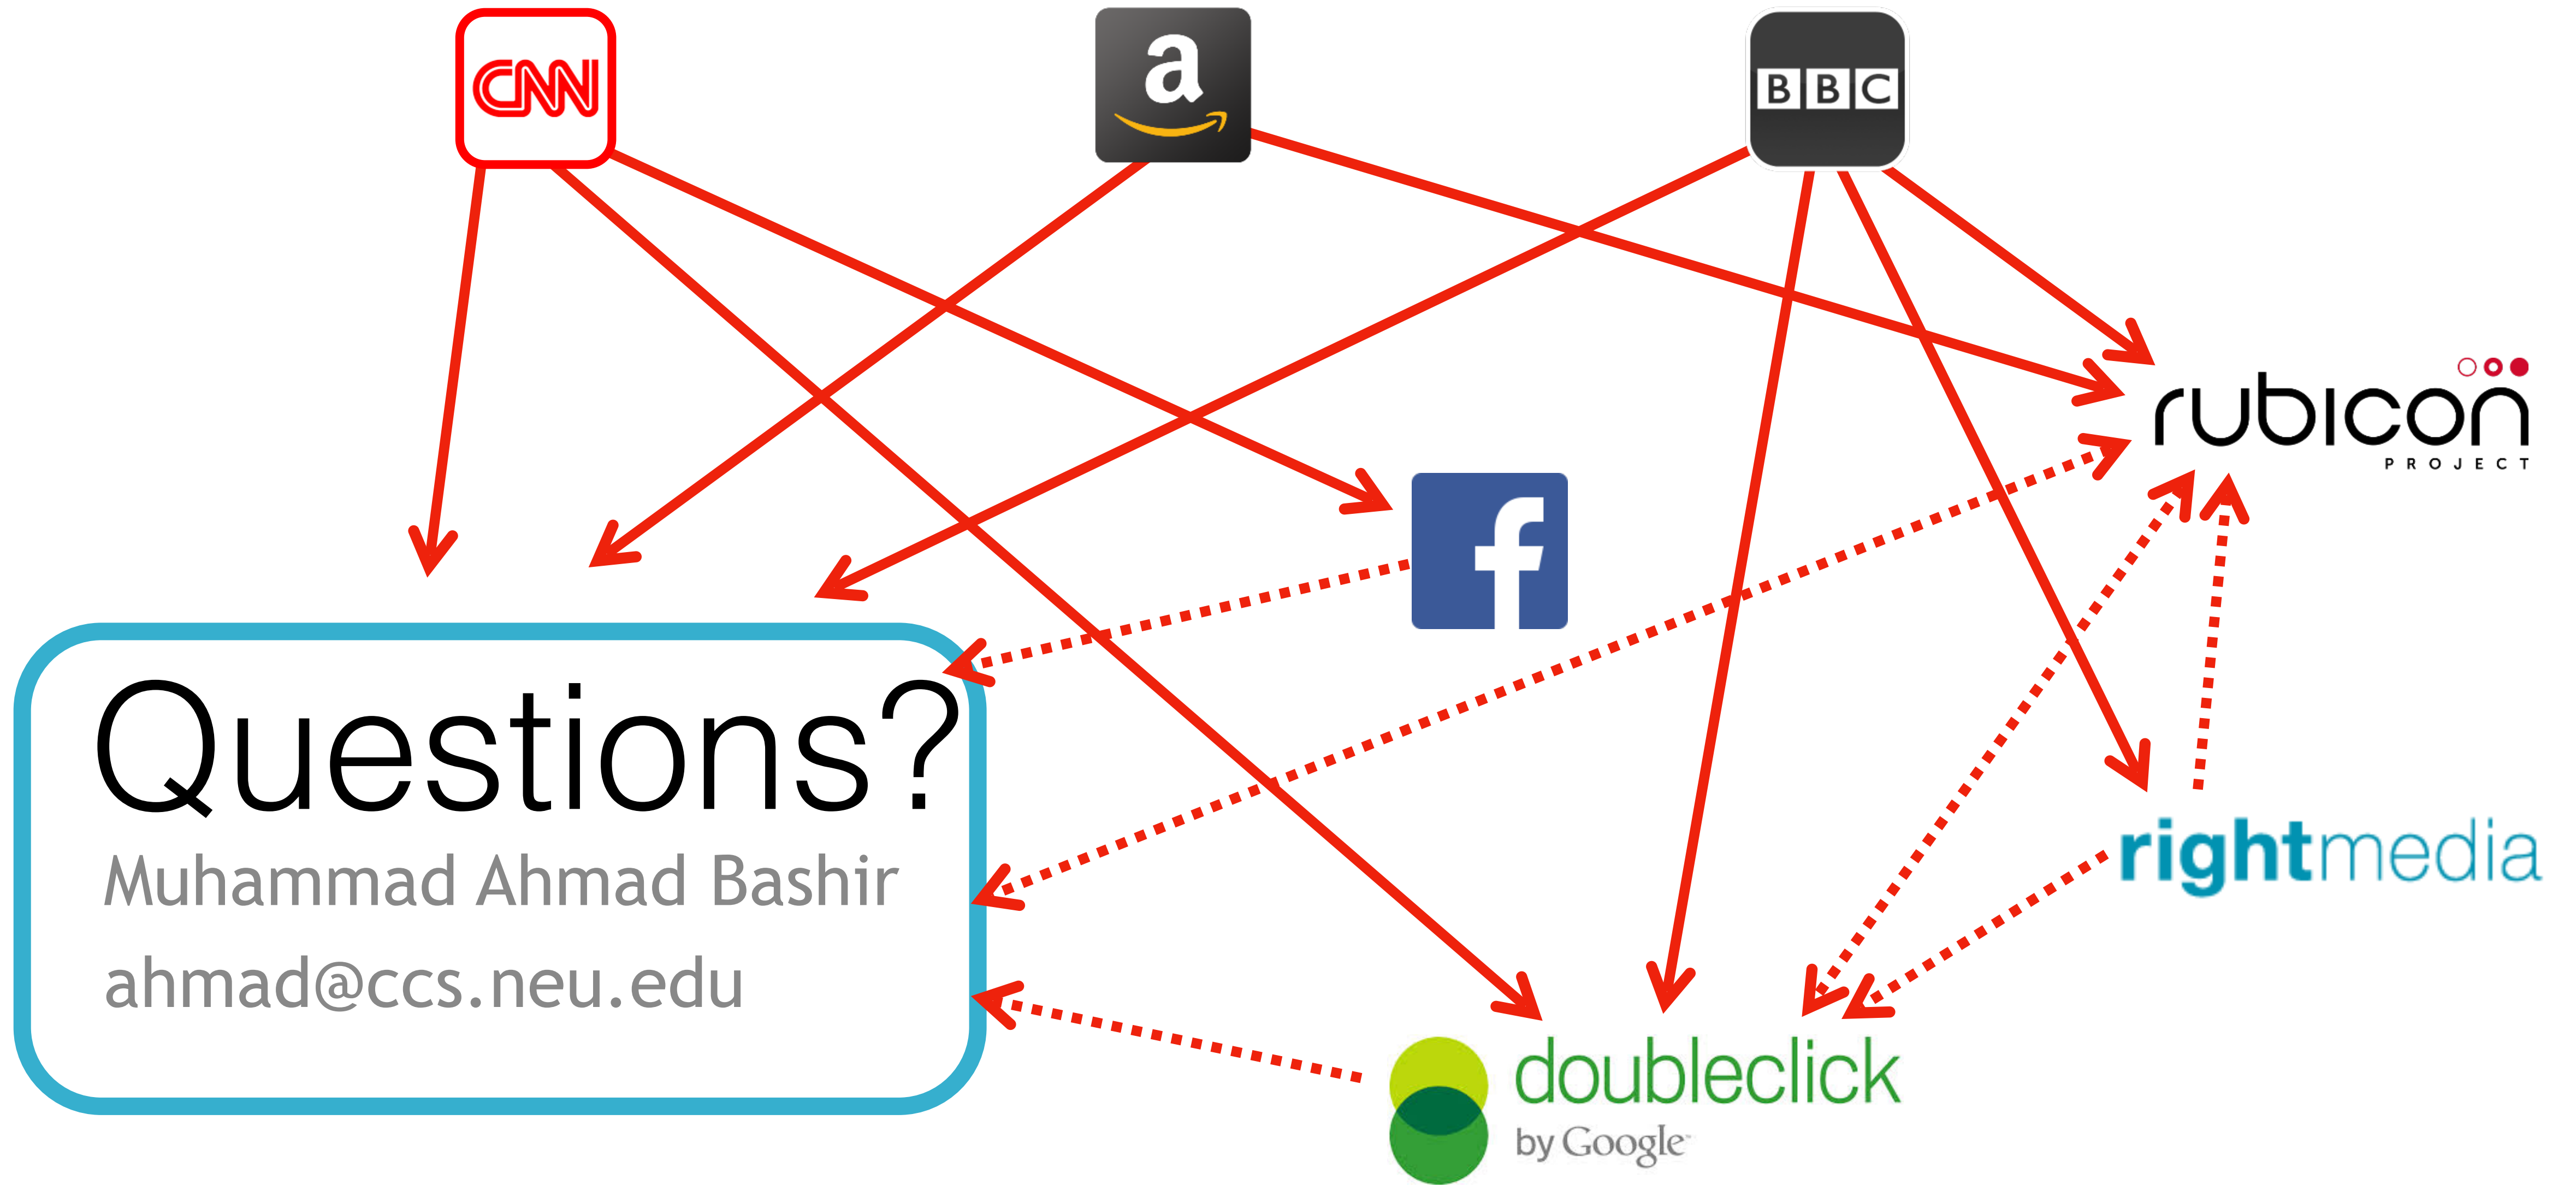 CNN
a
BBC
rubicon
PROJECT
f
Questions?
Muhammad Ahmad Bashir
ahmad@ccs.neu.edu
rightmedia
doubleclick
by Google